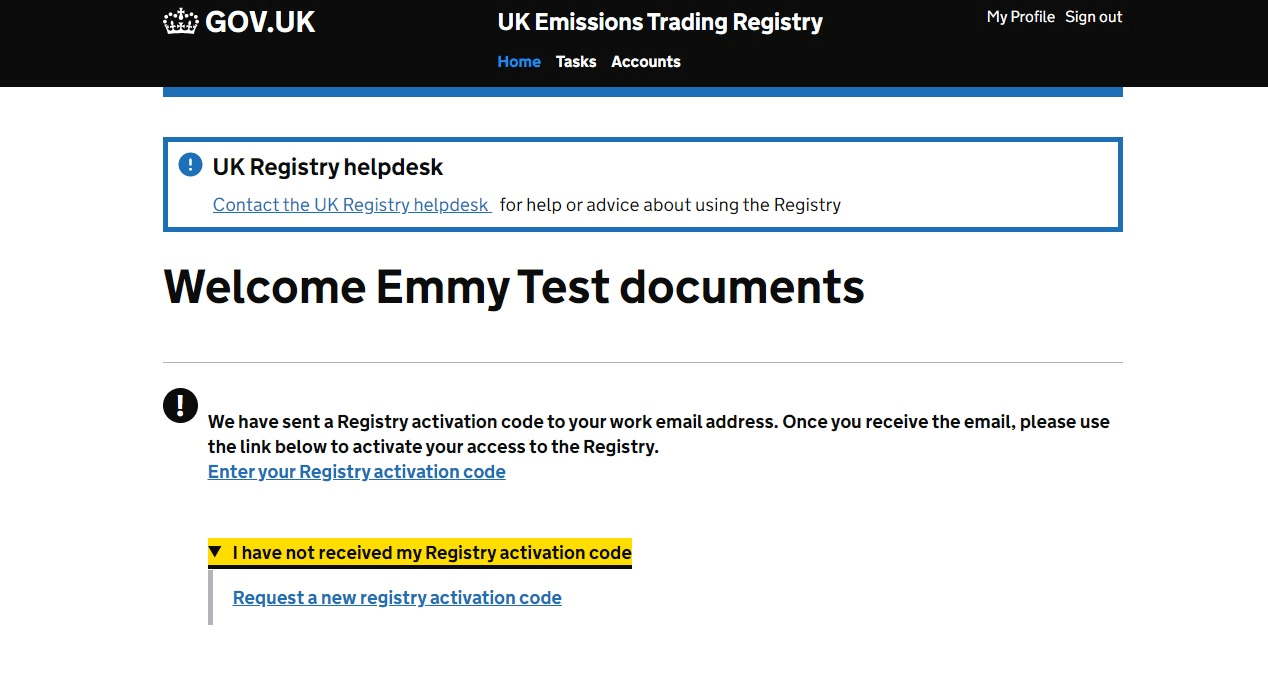 GOV.UK
UK Emissions Trading Registry
My Profile Sign out
Home Tasks Accounts
UK Registry helpdesk
Contact the UK Registry helpdesk for help or advice about using the Registry
Welcome Emmy Test documents
We have sent a Registry activation code to your work email address. Once you receive the email, please use
the link below to activate your access to the Registry.
Enter your Registry activation code
I have not received my Registry activation code
Request a new registry activation code